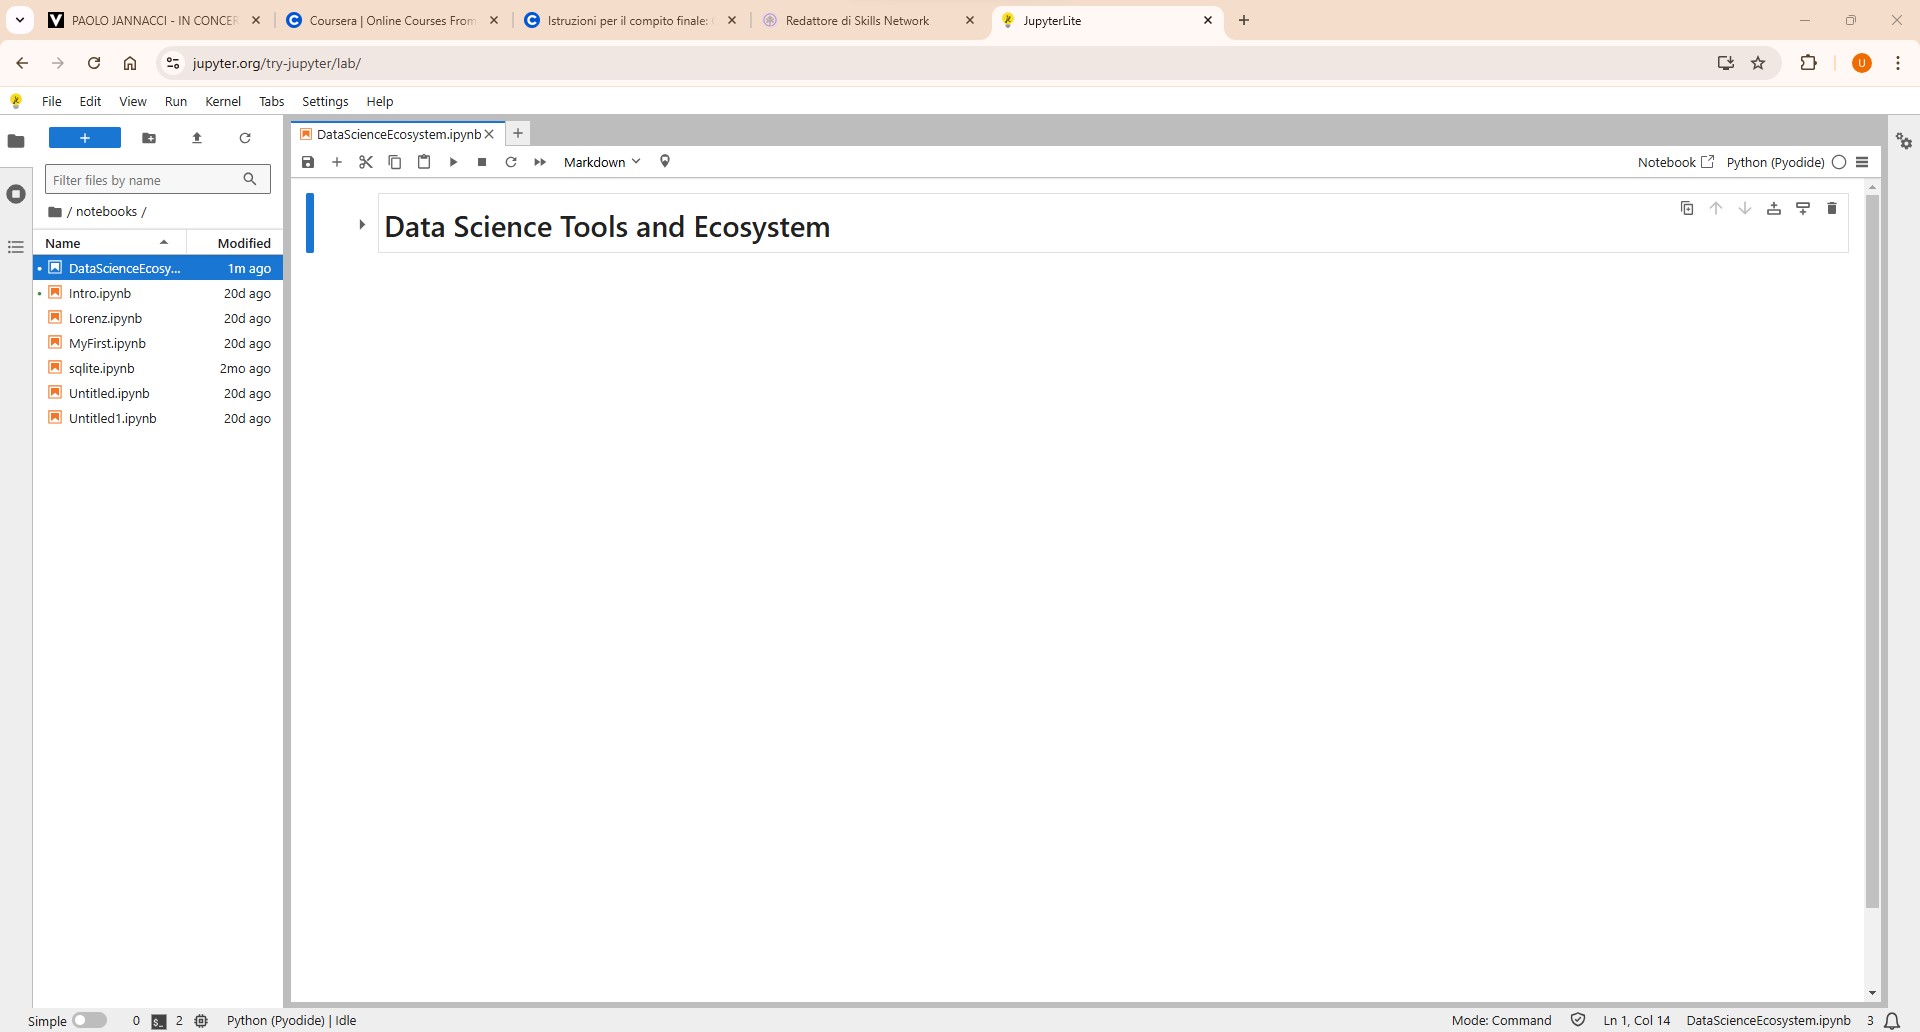 PAOLO JANNACCI - IN CONCER
Coursera | Online Courses From
Istruzioni per il compito finale:
Redattore di Skills Network
JupyterLite
jupyter.org/try-jupyter/lab/
U
File Edit View Run Kernel Tabs Settings Help
DataScienceEcosystem.ipynb
Markdown
Notebook
Python (Pyodide)
Filter files by name
/ notebooks /
Name Modified
DataScienceEcosy... 1m ago
Intro.ipynb 20d ago
Lorenz.ipynb 20d ago
MyFirst.ipynb 20d ago
sqlite.ipynb 2mo ago
Untitled.ipynb 20d ago
Untitled1.ipynb 20d ago
Data Science Tools and Ecosystem
Simple 0 2 Python (Pyodide) | Idle
Mode: Command Ln 1, Col 14 DataScienceEcosystem.ipynb 3